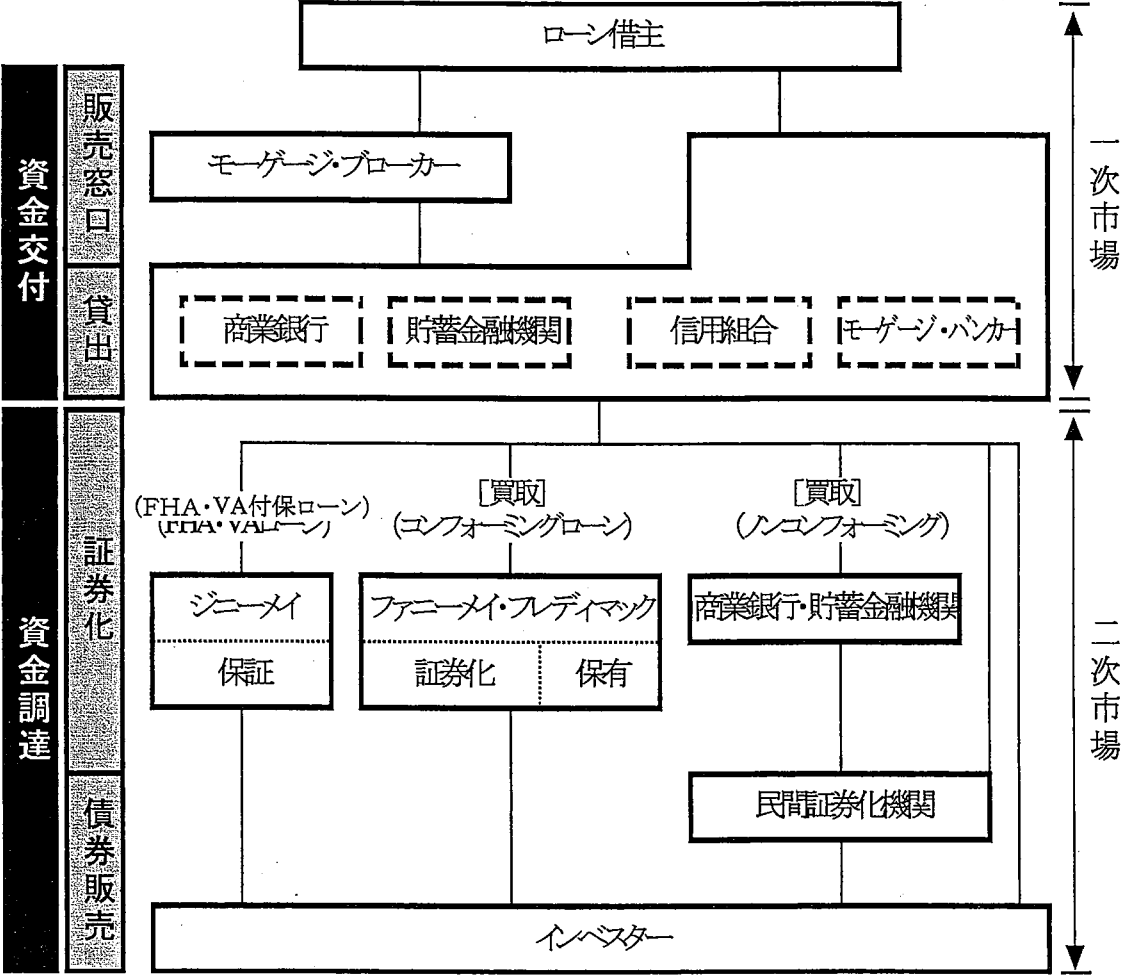 ローン借主
資金交付
販売窓口
モーゲージ・ブローカー
貸出
商業銀行
貯蓄金融機関
信用組合
モーゲージ・バンカー
一次市場
資金調達
証券化
(FHA・VA付保ローン)
(FHA・VAローン)
[買取]
(コンフォーミングローン)
[買取]
(ノンコンフォーミング)
ジニーメイ
保証
ファニーメイ・フレディマック
証券化
保有
商業銀行・貯蓄金融機関
二次市場
債券販売
民間証券化機関
インベスター